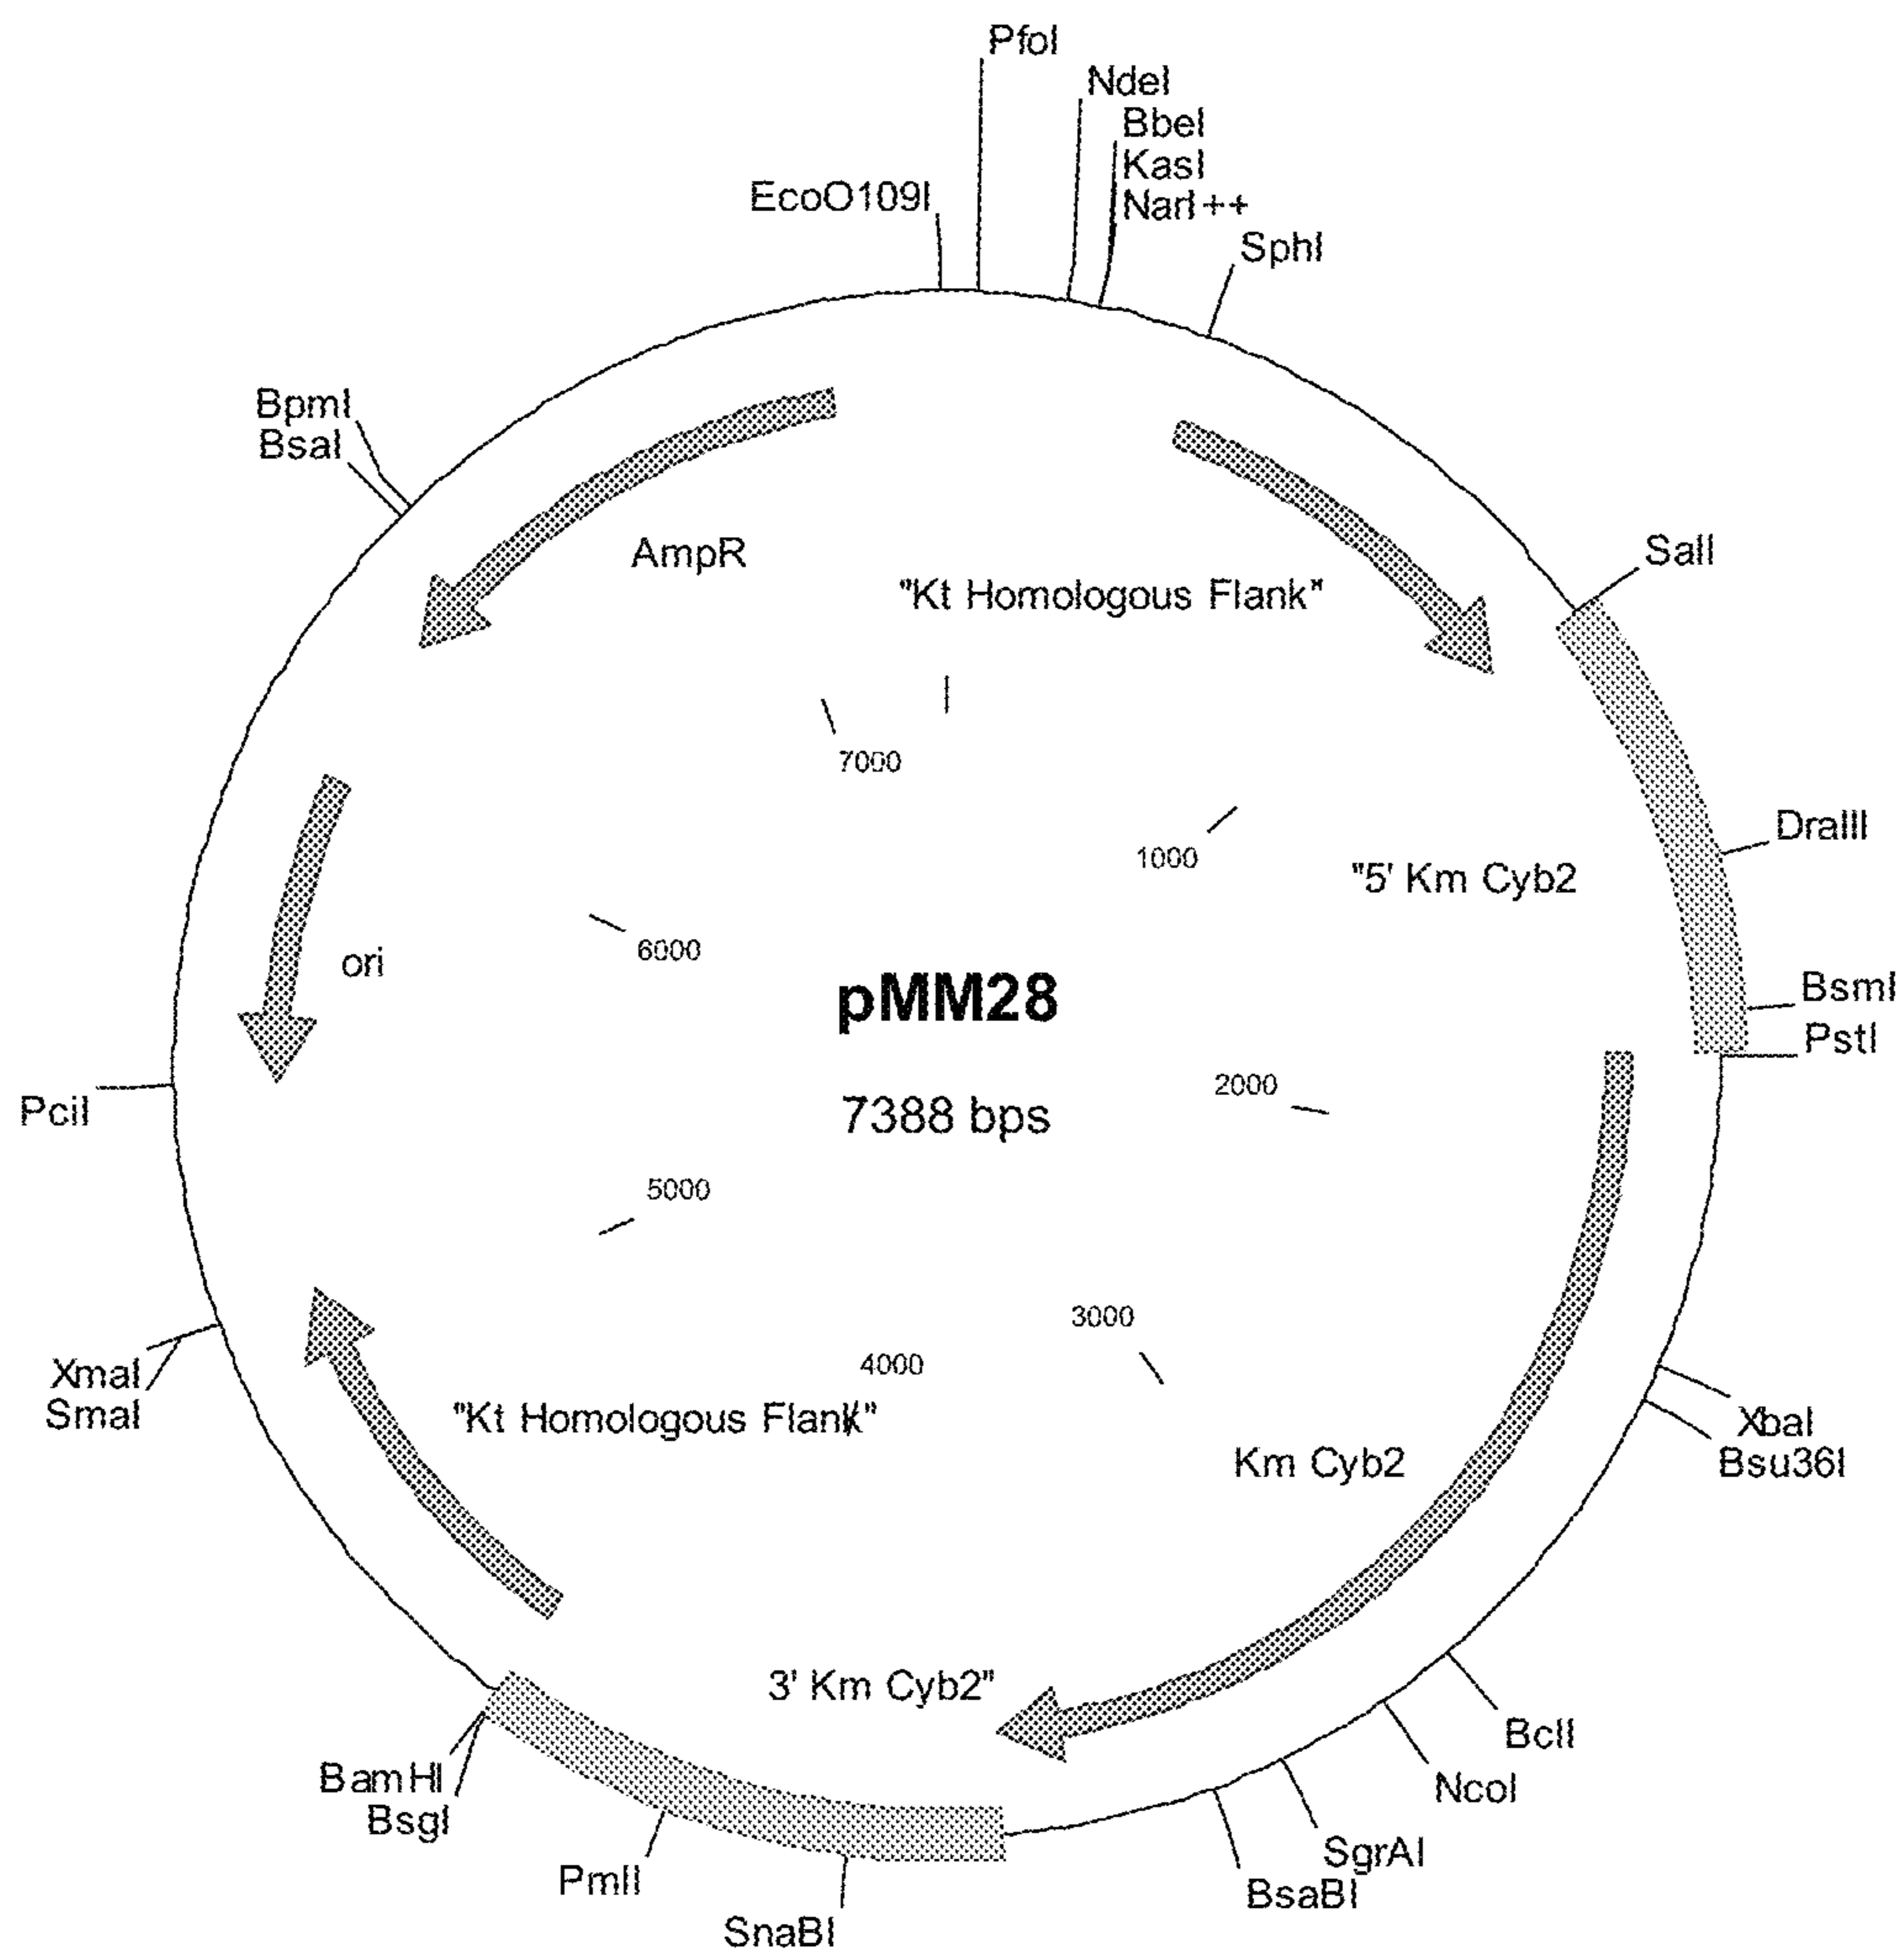 PfoI
NdeI
BbeI
KasI
NarI++
EcoO109I
SphI
BpmI
BsaI
SalI
AmpR
"Kt Homologous Flank"
7000
DraIII
1000
"5' Km Cyb2
6000
ori
BsmI
pMM28
PstI
2000
PciI
7388 bps
5000
3000
4000
XmaI
SmaI
"Kt Homologous Flank"
XbaI
Bsu36I
Km Cyb2
3' Km Cyb2"
BclI
BamHI
BsgI
NcoI
SgrAI
PmlI
BsaBI
SnaBI